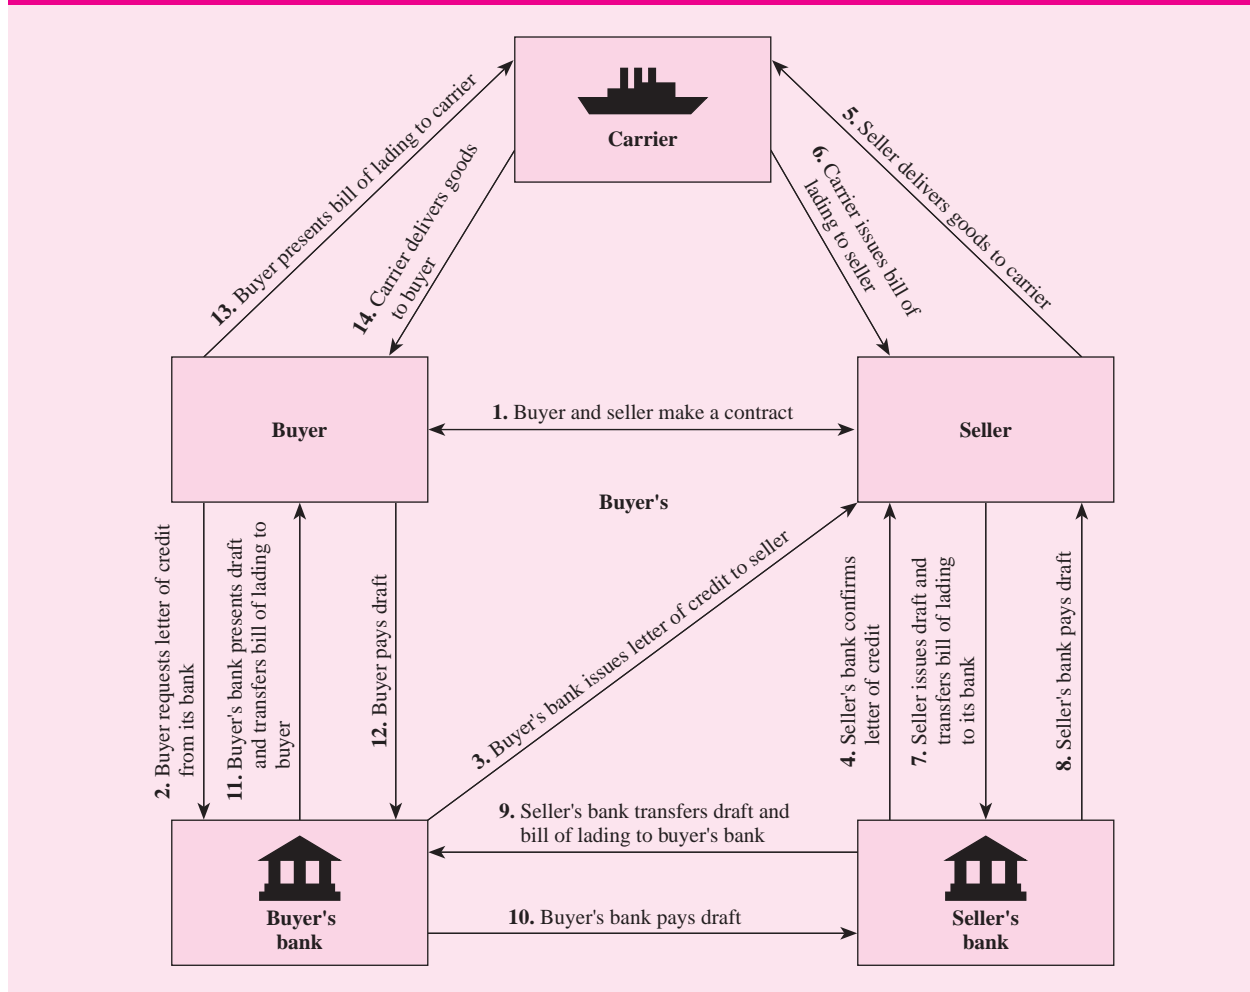 Carrier
13. Buyer presents bill of lading to carrier
14. Carrier delivers goods
to buyer
6. Carrier issues bill of
lading to seller
5. Seller delivers goods to carrier
Buyer
1. Buyer and seller make a contract
Seller
Buyer's
2. Buyer requests letter of credit
from its bank
11. Buyer's bank presents draft
and transfers bill of lading to
buyer
12. Buyer pays draft
3. Buyer's bank issues letter of credit to seller
4. Seller's bank confirms
letter of credit
7. Seller issues draft and
transfers bill of lading
to its bank
8. Seller's bank pays draft
9. Seller's bank transfers draft and
bill of lading to buyer's bank
10. Buyer's bank pays draft
Buyer's
bank
Seller's
bank